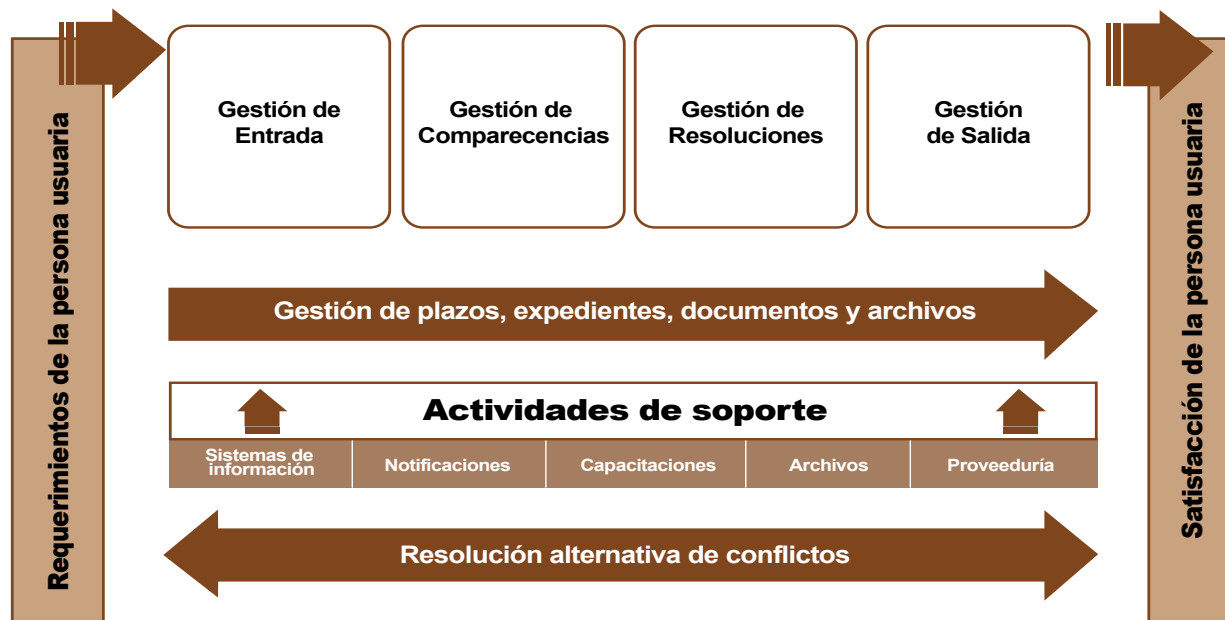 Requerimientos de la persona usuaria
Gestión de
Entrada
Gestión de
Comparecencias
Gestión de
Resoluciones
Gestión
de Salida
Gestión de plazos, expedientes, documentos y archivos
Actividades de soporte
Sistemas de
información
Notificaciones
Capacitaciones
Archivos
Proveeduría
Resolución alternativa de conflictos
Satisfacción de la persona usuaria